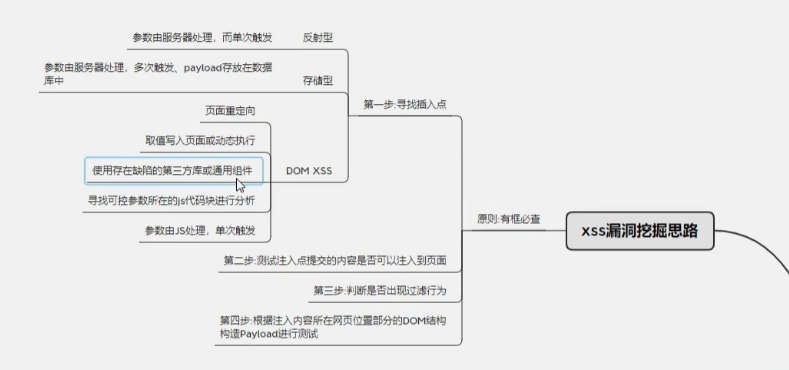 参数由服务器处理，而单次触发
反射型
参数由服务器处理，多次触发、payload存放在数据
库中
存储型
第一步:寻找插入点
页面重定向
取值写入页面或动态执行
使用存在缺陷的第三方库或通用组件
DOM XSS
寻找可控参数所在的js代码块进行分析
参数由JS处理，单次触发
原则:有框必查
xss漏洞挖掘思路
第二步:测试注入点提交的内容是否可以注入到页面
第三步:判断是否出现过滤行为
第四步:根据注入内容所在网页位置部分的DOM结构
构造Payload进行测试